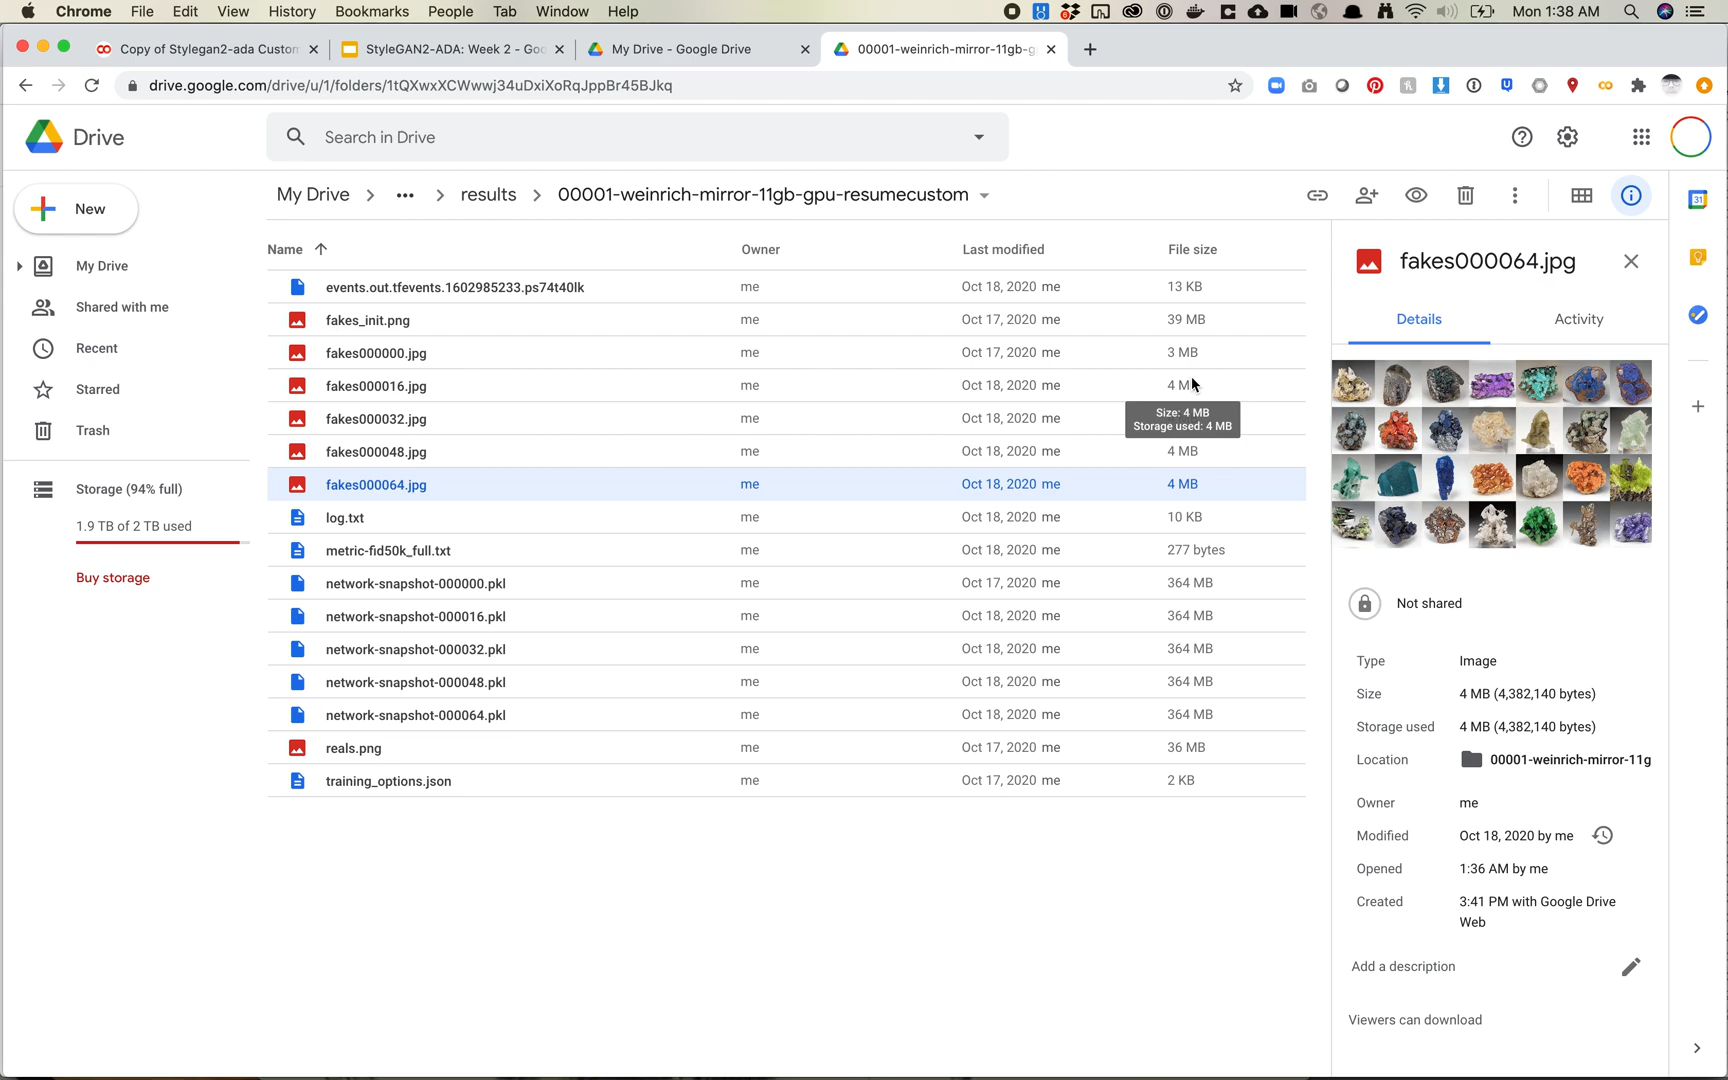 Chrome File Edit View History Bookmarks People Tab Window Help Mon 1:38 AM
Copy of Stylegan2-ada Custom
StyleGAN2-ADA: Week 2 - Goo
My Drive - Google Drive
00001-weinrich-mirror-11gb-g
drive.google.com/drive/u/1/folders/1tQXwxXCWwwj34uDxiXoRqJppBr45BJkq
Drive
Search in Drive
New
My Drive
Shared with me
Recent
Starred
Trash
Storage (94% full)
1.9 TB of 2 TB used
Buy storage
My Drive ... results 00001-weinrich-mirror-11gb-gpu-resumecustom
Name Owner Last modified File size
events.out.tfevents.1602985233.ps74t40lk me Oct 18, 2020 me 13 KB
fakes_init.png me Oct 17, 2020 me 39 MB
fakes000000.jpg me Oct 17, 2020 me 3 MB
fakes000016.jpg me Oct 18, 2020 me 4 M
fakes000032.jpg me Oct 18, 2020 me
Size: 4 MB
Storage used: 4 MB
fakes000048.jpg me Oct 18, 2020 me 4 MB
fakes000064.jpg me Oct 18, 2020 me 4 MB
log.txt me Oct 18, 2020 me 10 KB
metric-fid50k_full.txt me Oct 18, 2020 me 277 bytes
network-snapshot-000000.pkl me Oct 17, 2020 me 364 MB
network-snapshot-000016.pkl me Oct 18, 2020 me 364 MB
network-snapshot-000032.pkl me Oct 18, 2020 me 364 MB
network-snapshot-000048.pkl me Oct 18, 2020 me 364 MB
network-snapshot-000064.pkl me Oct 18, 2020 me 364 MB
reals.png me Oct 17, 2020 me 36 MB
training_options.json me Oct 17, 2020 me 2 KB
fakes000064.jpg
Details Activity
Not shared
Type Image
Size 4 MB (4,382,140 bytes)
Storage used 4 MB (4,382,140 bytes)
Location 00001-weinrich-mirror-11g
Owner me
Modified Oct 18, 2020 by me
Opened 1:36 AM by me
Created 3:41 PM with Google Drive
Web
Add a description
Viewers can download
31